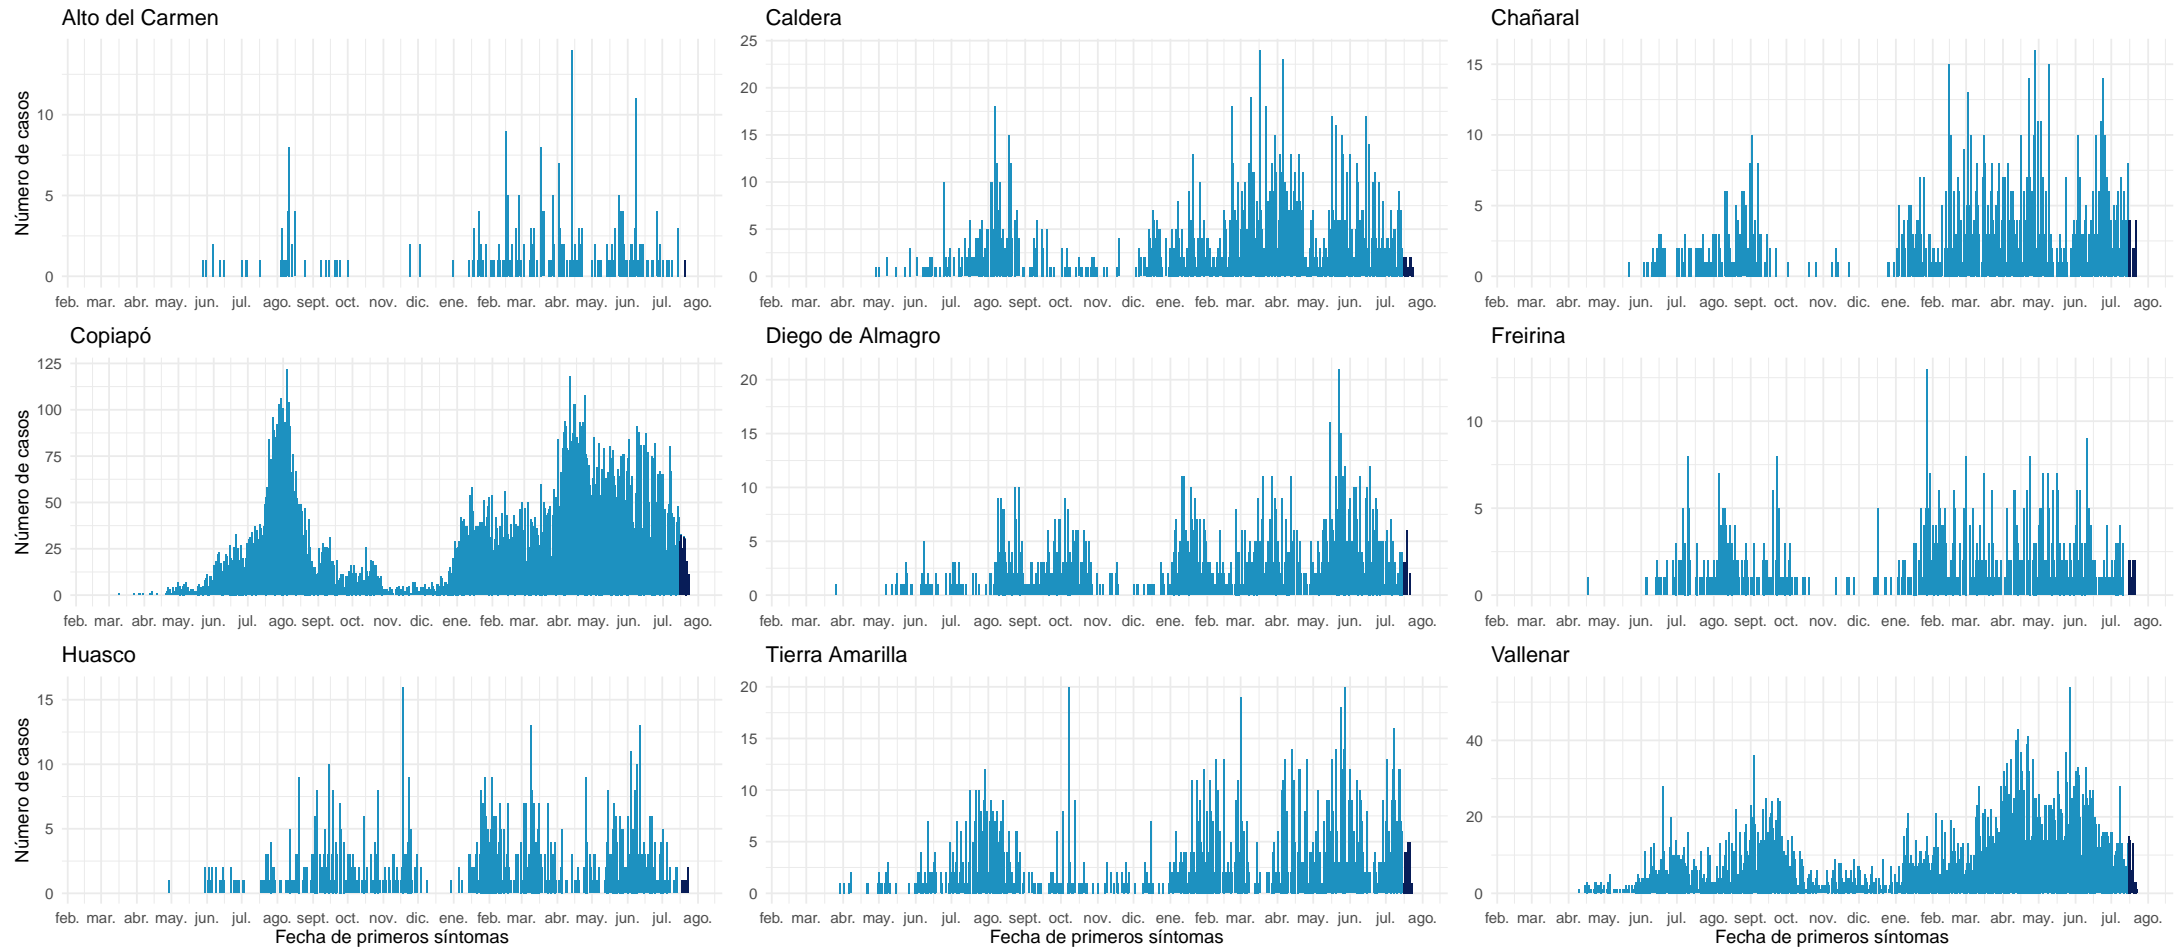 Alto del Carmen
Número de casos
10
5
0
feb. mar. abr. may. jun. jul. ago. sept. oct. nov. dic. ene. feb. mar. abr. may. jun. jul. ago.
Caldera
25
20
15
10
5
0
feb. mar. abr. may. jun. jul. ago. sept. oct. nov. dic. ene. feb. mar. abr. may. jun. jul. ago.
Chañaral
15
10
5
0
feb. mar. abr. may. jun. jul. ago. sept. oct. nov. dic. ene. feb. mar. abr. may. jun. jul. ago.
Copiapó
Número de casos
125
100
75
50
25
0
feb. mar. abr. may. jun. jul. ago. sept. oct. nov. dic. ene. feb. mar. abr. may. jun. jul. ago.
Diego de Almagro
20
15
10
5
0
feb. mar. abr. may. jun. jul. ago. sept. oct. nov. dic. ene. feb. mar. abr. may. jun. jul. ago.
Freirina
10
5
0
feb. mar. abr. may. jun. jul. ago. sept. oct. nov. dic. ene. feb. mar. abr. may. jun. jul. ago.
Huasco
Número de casos
15
10
5
0
feb. mar. abr. may. jun. jul. ago. sept. oct. nov. dic. ene. feb. mar. abr. may. jun. jul. ago.
Fecha de primeros síntomas
Tierra Amarilla
20
15
10
5
0
feb. mar. abr. may. jun. jul. ago. sept. oct. nov. dic. ene. feb. mar. abr. may. jun. jul. ago.
Fecha de primeros síntomas
Vallenar
40
20
0
feb. mar. abr. may. jun. jul. ago. sept. oct. nov. dic. ene. feb. mar. abr. may. jun. jul. ago.
Fecha de primeros síntomas